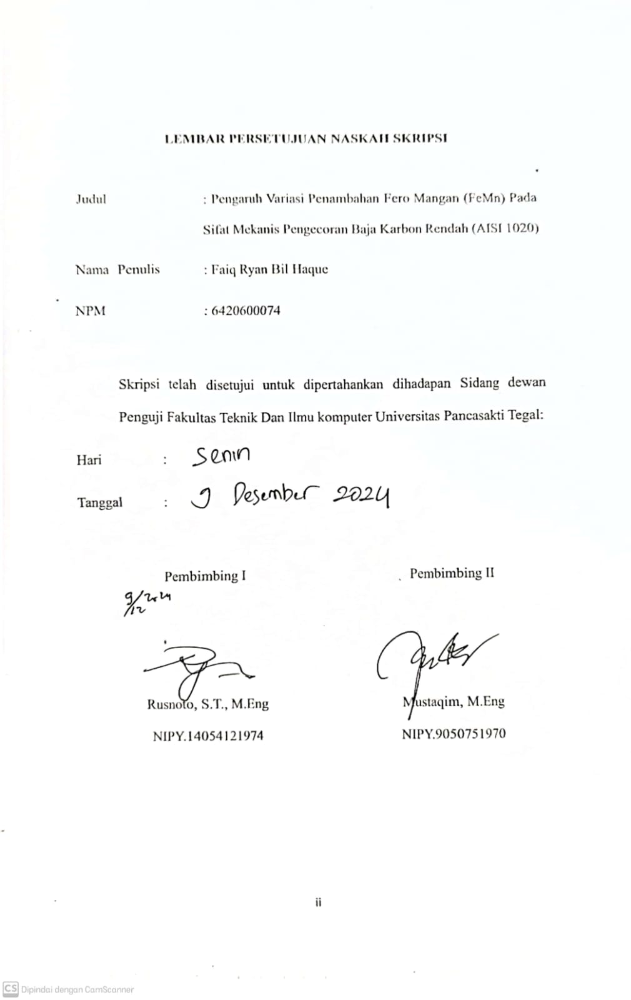 LEMBAR PERSETUJUAN NASKAH SKRIPSI
Judul : Pengaruh Variasi Penambahan Fero Mangan (FeMn) Pada
Sifat Mekanis Pengecoran Baja Karbon Rendah (AISI 1020)
Nama Penulis : Faiq Ryan Bil Haque
NPM : 6420600074
Skripsi telah disetujui untuk dipertahankan dihadapan Sidang dewan
Penguji Fakultas Teknik Dan Ilmu komputer Universitas Pancasakti Tegal:
Hari : Senin
Tanggal : 9 Desember 2024
Pembimbing I Pembimbing II
9/12 2024
Rusnoto, S.T., M.Eng Mustaqim, M.Eng
NIPY.14054121974 NIPY.9050751970
ii
CS Dipindai dengan CamScanner